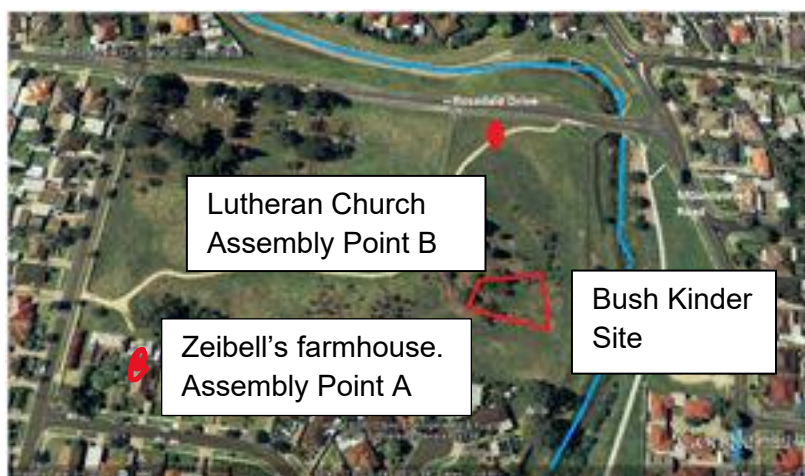 Rosedale Drive
Lutheran Church
Assembly Point B
Bush Kinder
Site
Zeibell's farmhouse.
Assembly Point A